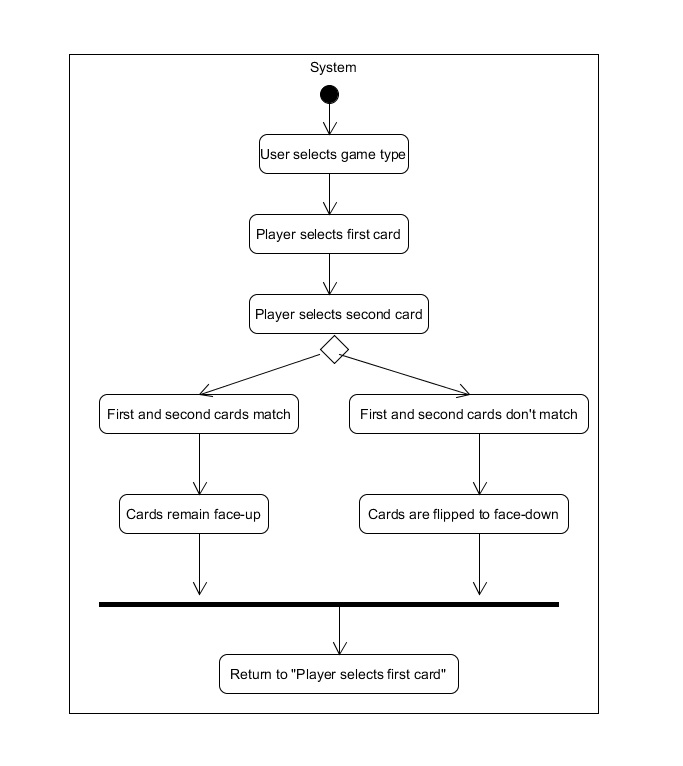 System
User selects game type
Player selects first card
Player selects second card
First and second cards match
First and second cards don't match
Cards remain face-up
Cards are flipped to face-down
Return to "Player selects first card"